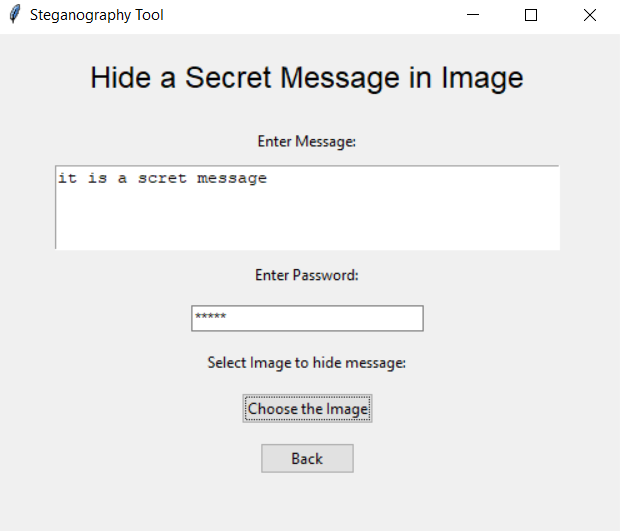 Steganography Tool
Hide a Secret Message in Image
Enter Message:
it is a scret message
Enter Password:
*****
Select Image to hide message:
Choose the Image
Back